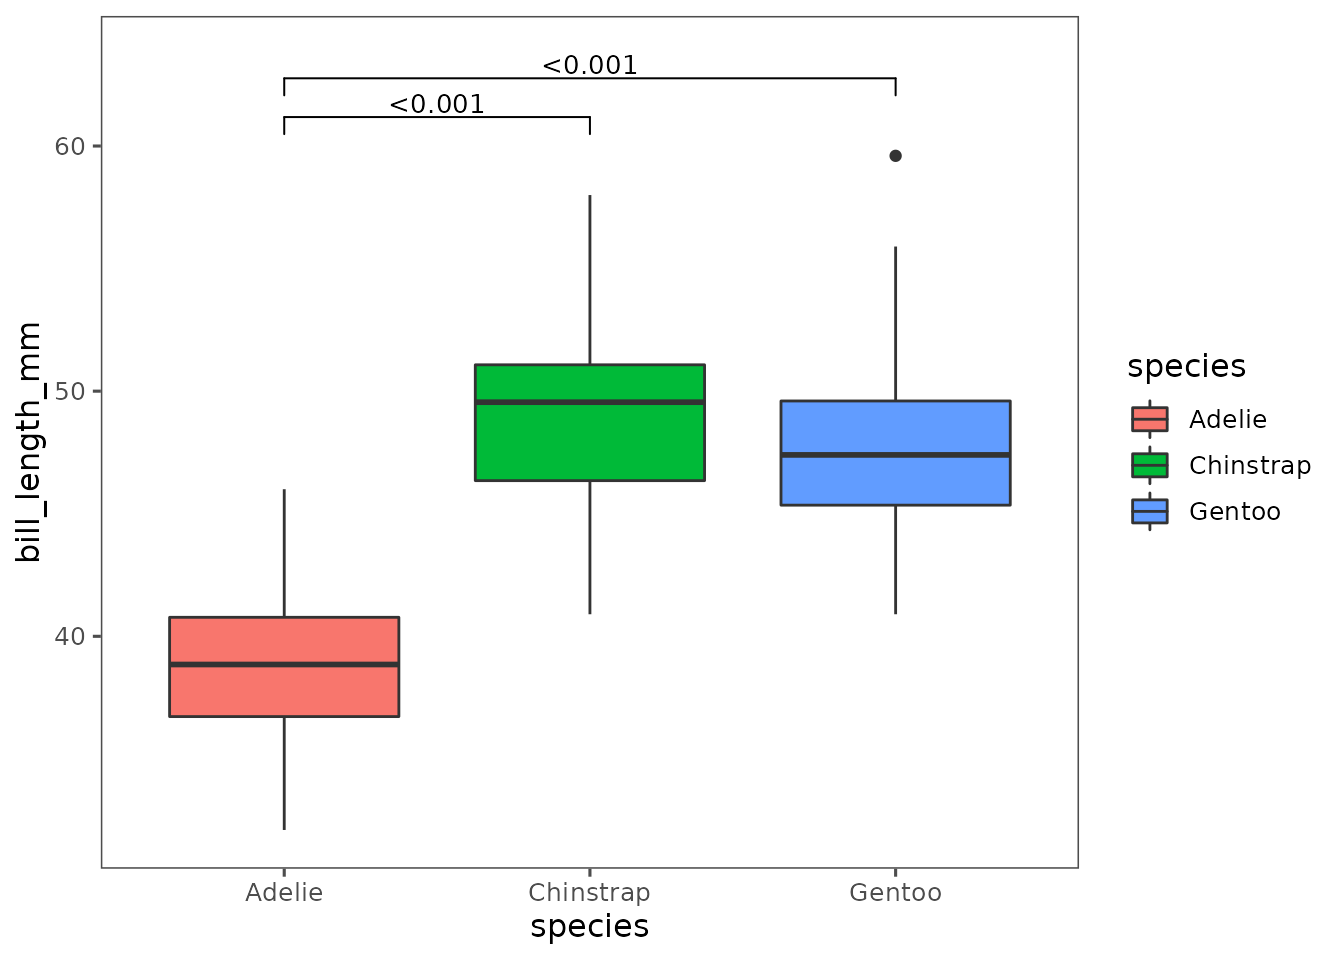 <0.001
<0.001
60
50
40
bill_length_mm
Adelie
Chinstrap
Gentoo
species
species
Adelie
Chinstrap
Gentoo